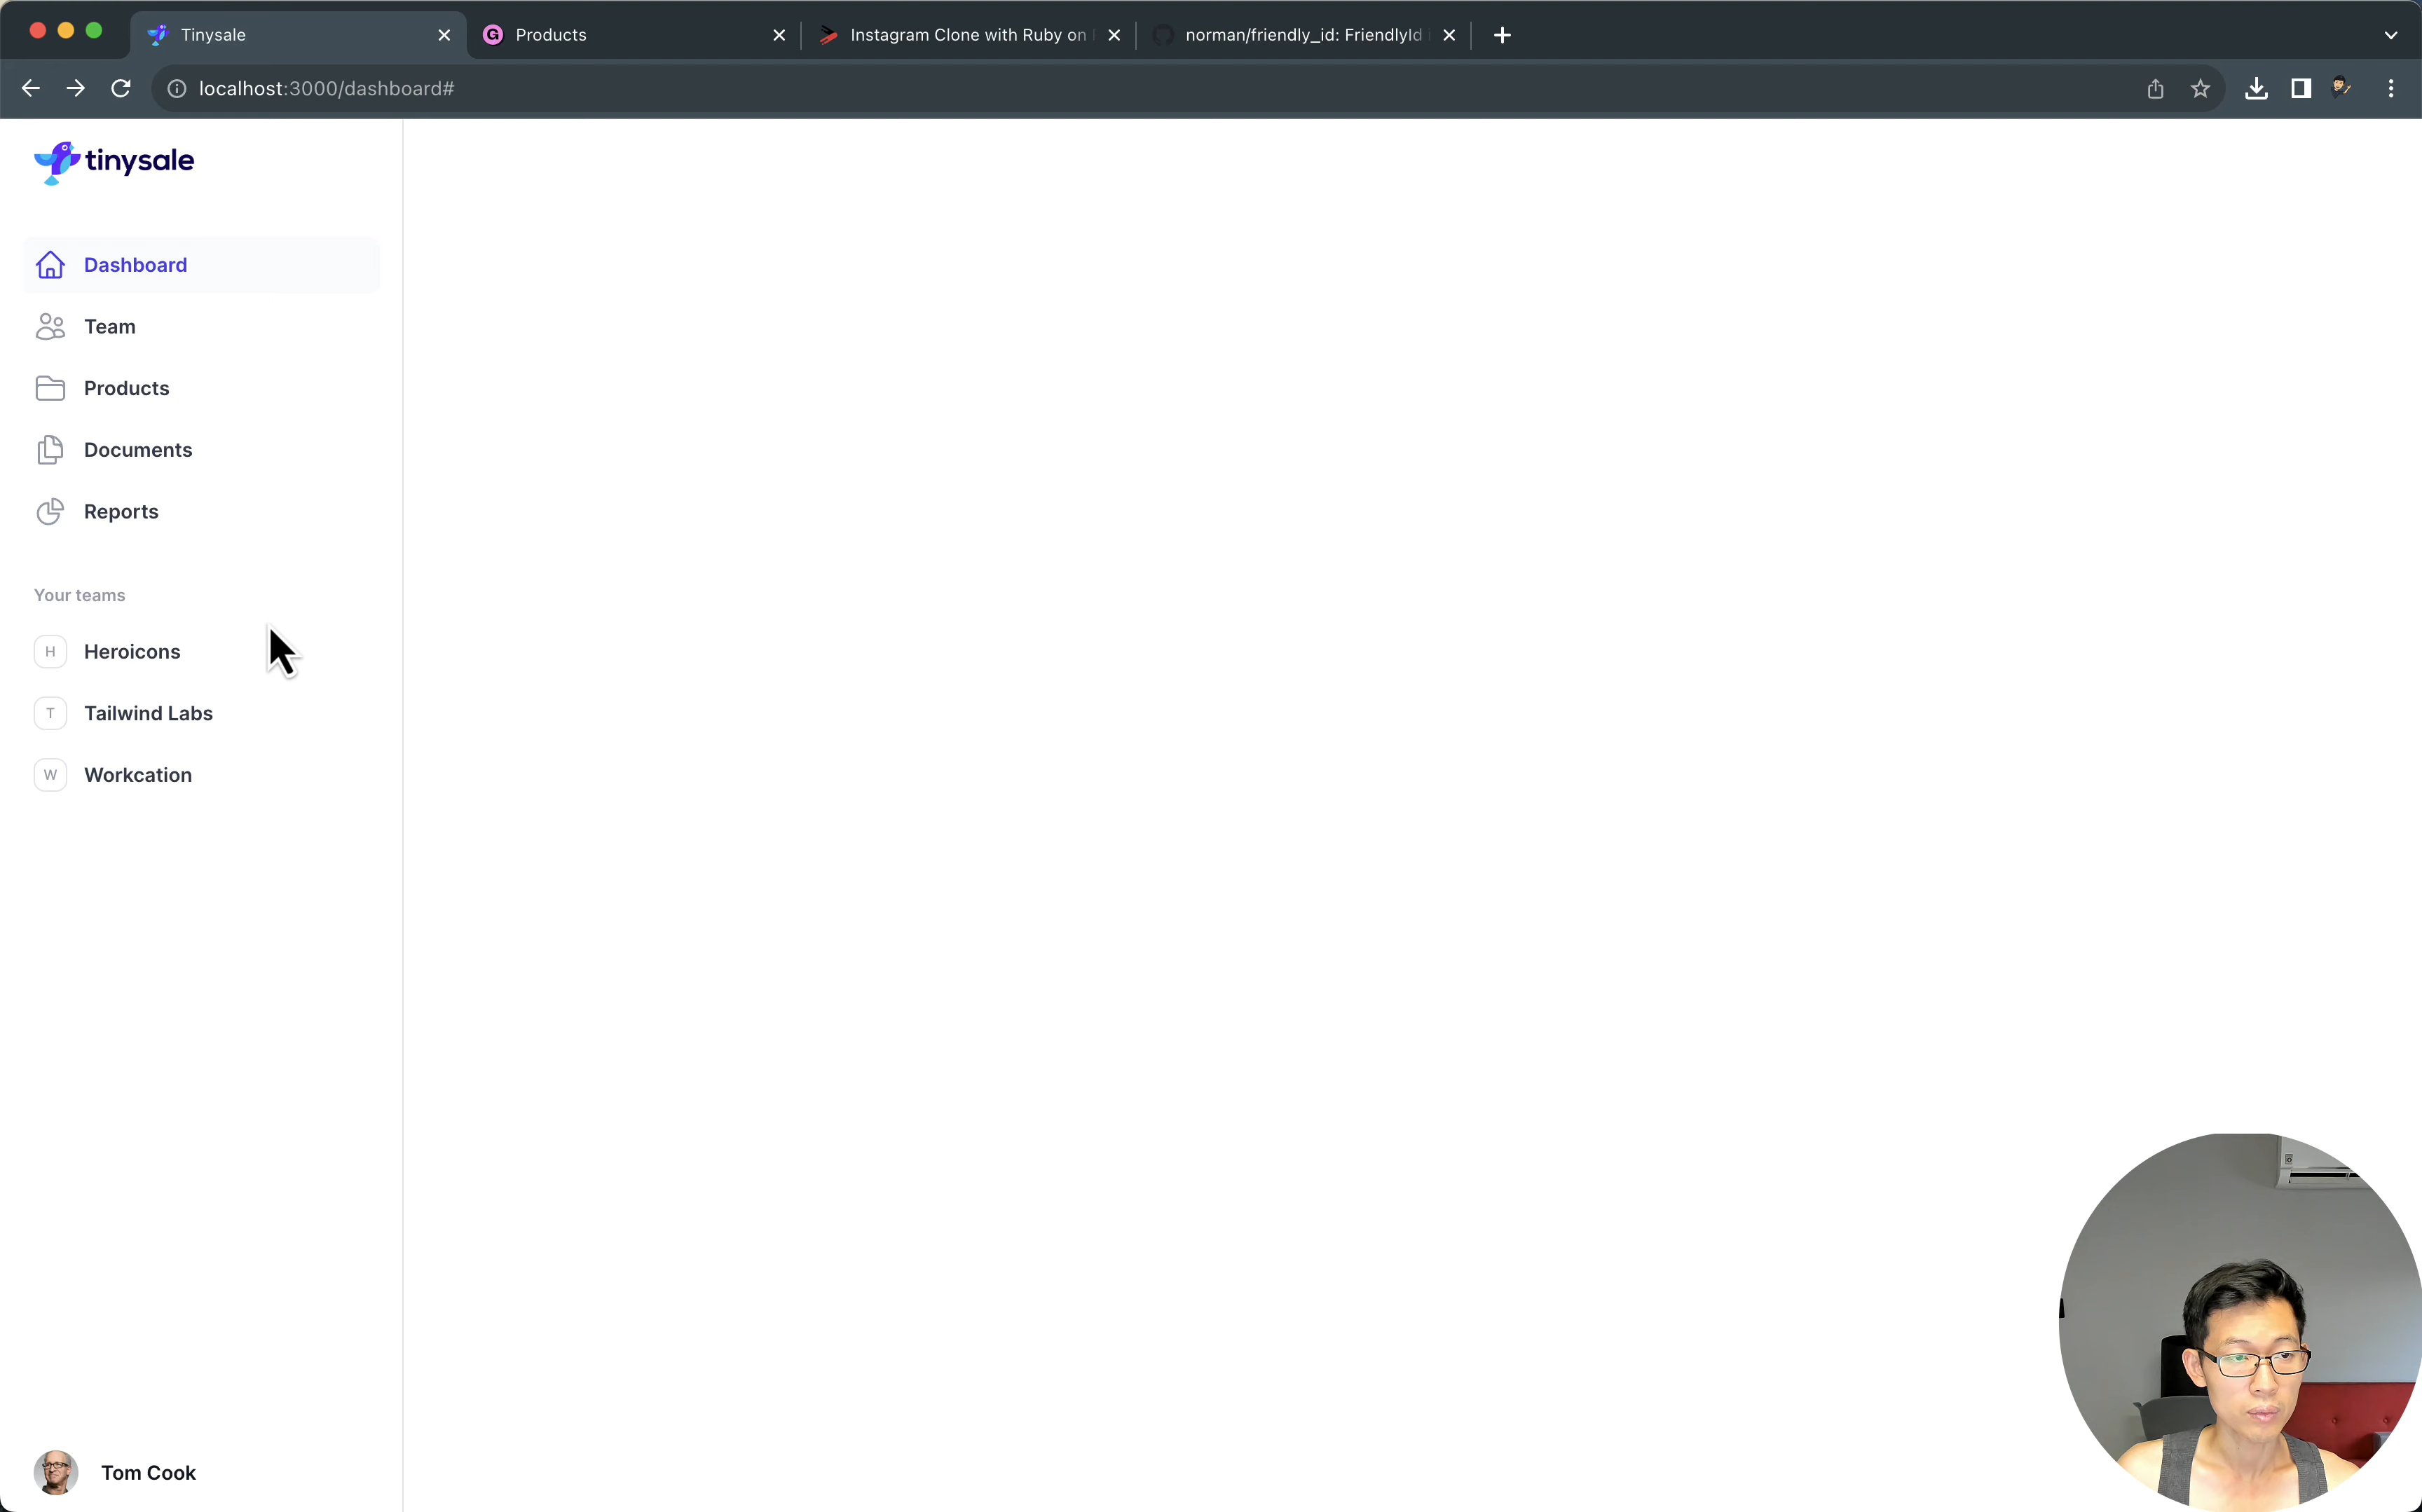 Tinysale
Products
Instagram Clone with Ruby on
norman/friendly_id: FriendlyId
localhost:3000/dashboard#
tinysale
Dashboard
Team
Products
Documents
Reports
Your teams
H Heroicons
T Tailwind Labs
W Workcation
Tom Cook